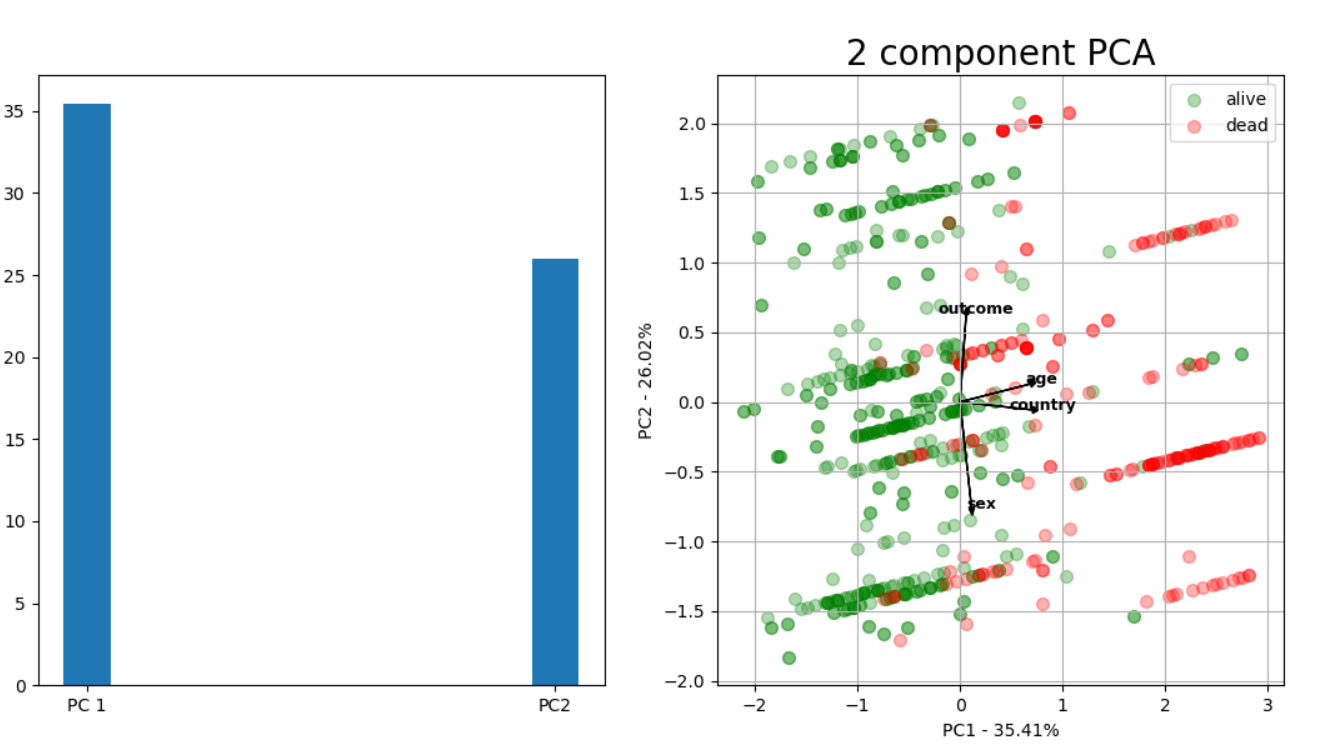 2 component PCA
35
30
25
20
15
10
5
0
PC 1
PC2
PC2 - 26.02%
2.0
1.5
1.0
0.5
0.0
−0.5
−1.0
−1.5
−2.0
alive
dead
outcome
age
country
sex
−2
−1
0
1
2
3
PC1 - 35.41%